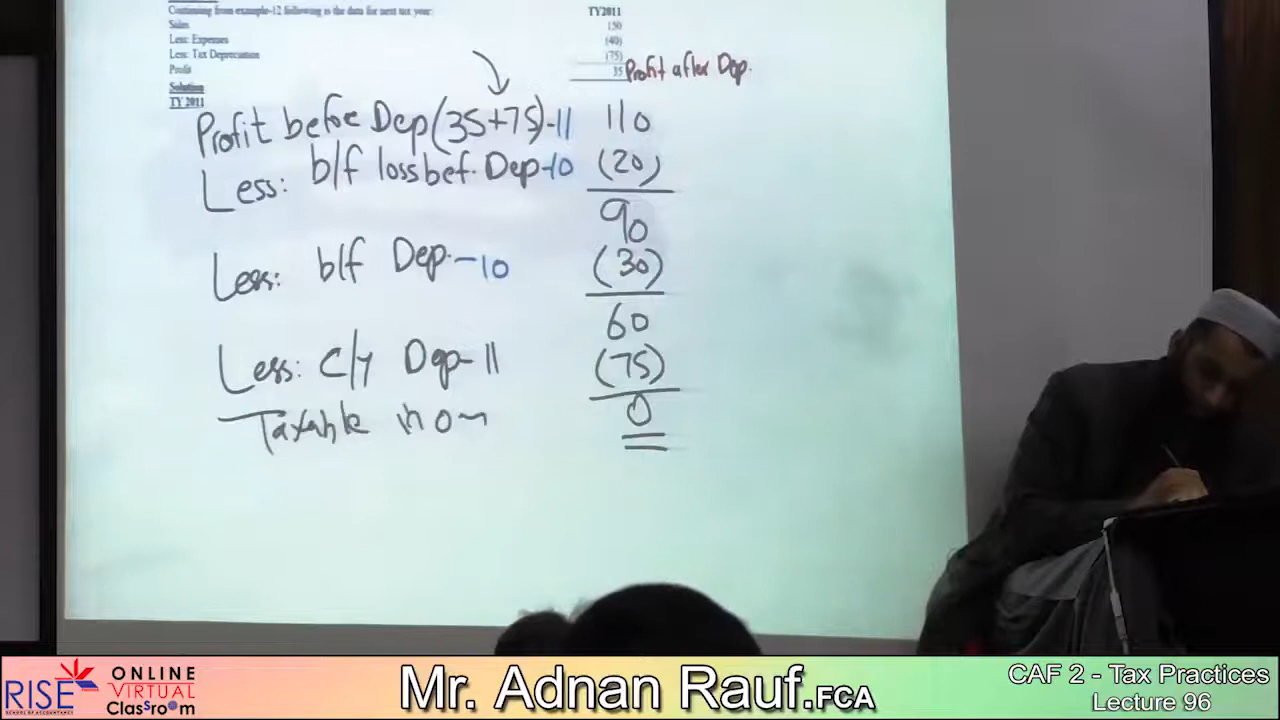 Continuing from example-12 following is the data for next tax year: TY2011
Sales 150
Less: Expenses (40)
Less: Tax Depreciation (75)
Profit 35 Profit after Dep.
Solution
TY 2011
Profit before Dep(35+75)-11 110
Less: b/f loss bef. Dep-10 (20)
90
Less: b/f Dep.-10 (30)
60
Less: c/y Dep-11 (75)
Taxable 0
RISE
SCHOOL OF ACCOUNTANCY
ONLINE
VIRTUAL
Classroom
Mr. Adnan Rauf.FCA
CAF 2 - Tax Practices
Lecture 96